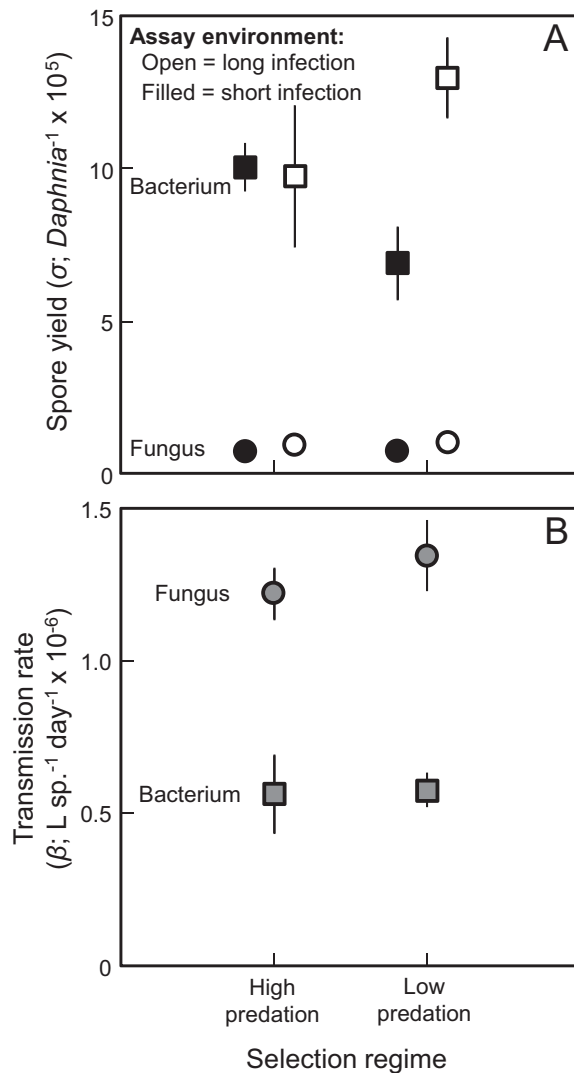 15
A
Assay environment:
Open = long infection
Filled = short infection
10
Bacterium
5
Fungus
0
Spore yield (σ; Daphnia⁻¹ x 10⁵)
1.5
B
Fungus
1.0
Bacterium
0.5
0
Transmission rate
(β; L sp.⁻¹ day⁻¹ x 10⁻⁶)
High
predation
Low
predation
Selection regime